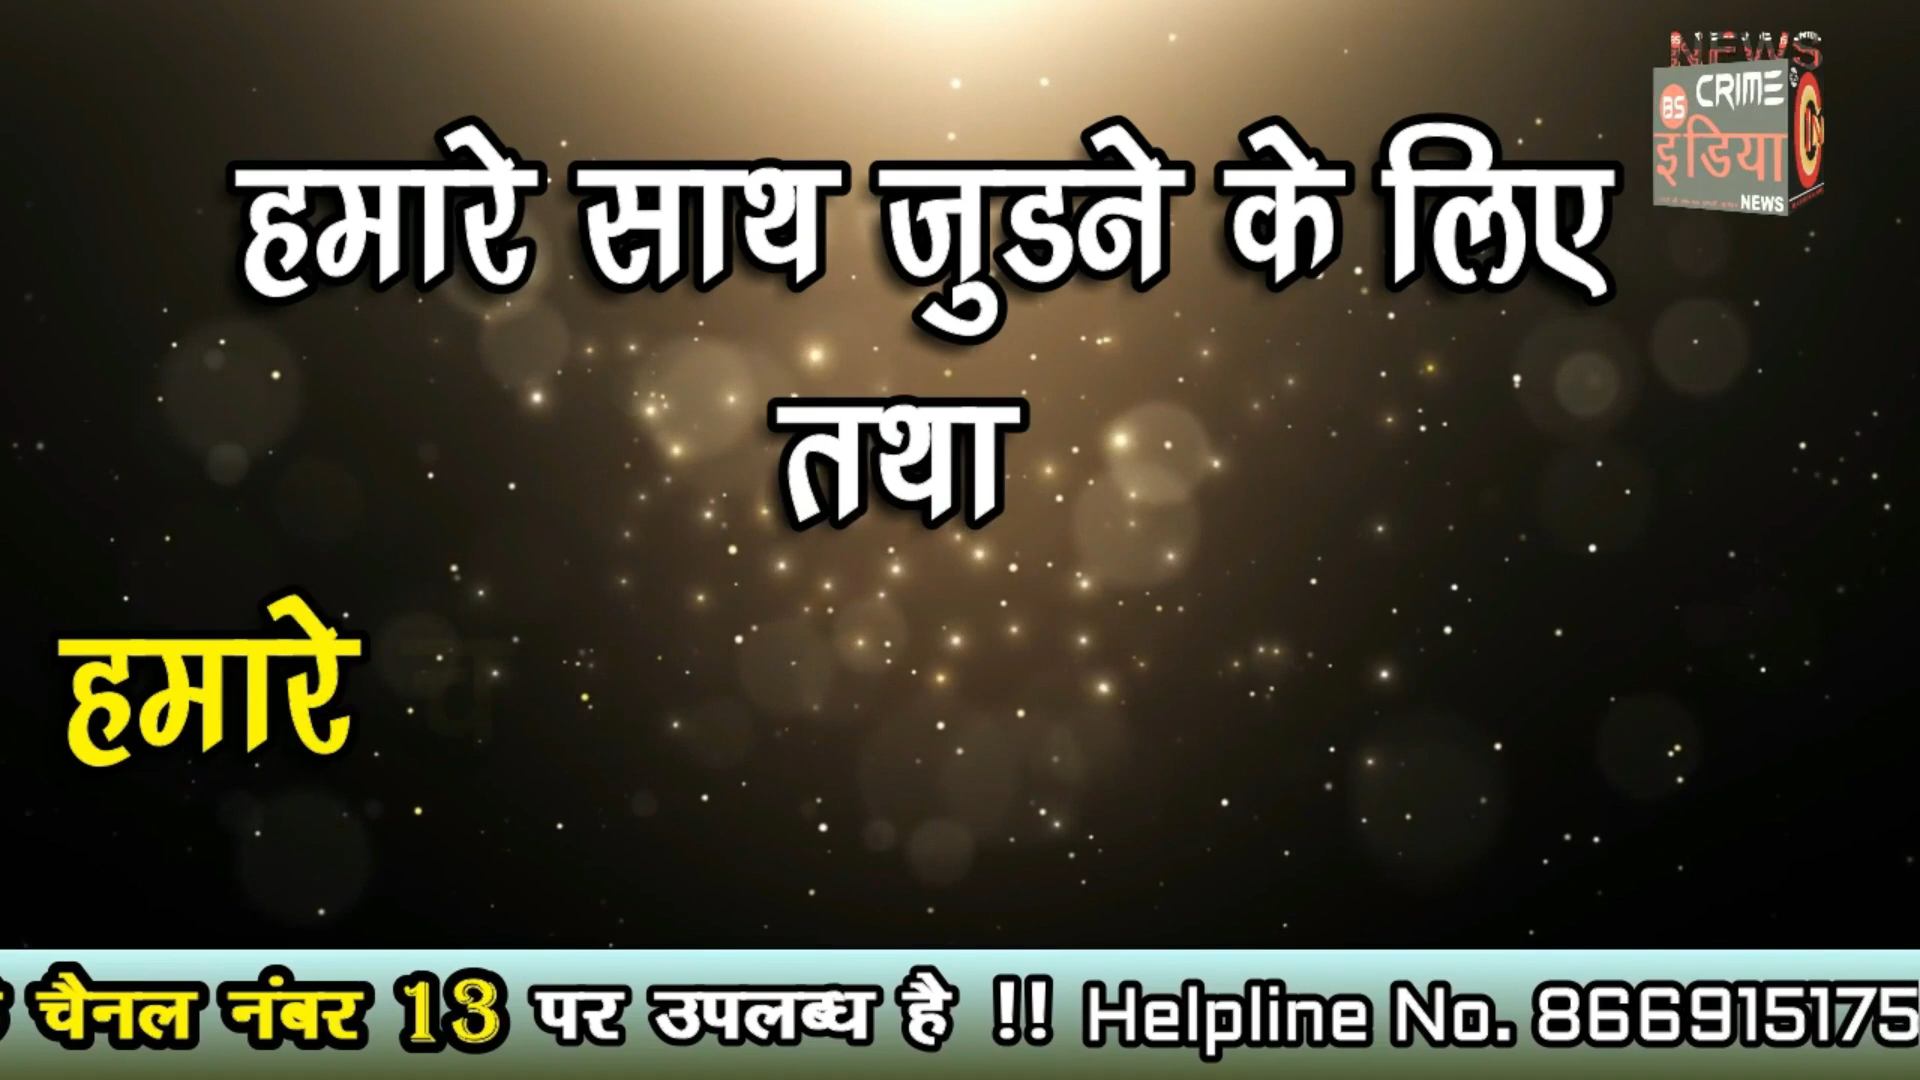 NEWS
CRIME
BS
इंडिया
NEWS
हमारे साथ जुडने के लिए
तथा
हमारे
चैनल नंबर 13 पर उपलब्ध है !! Helpline No. 866915175